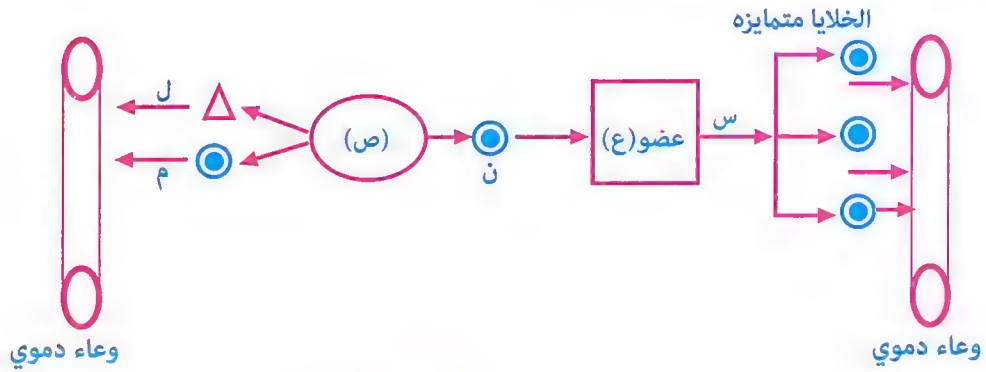 الخلايا متمايزه
س
عضو(ع)
ن
(ص)
ل
م
وعاء دموي
وعاء دموي